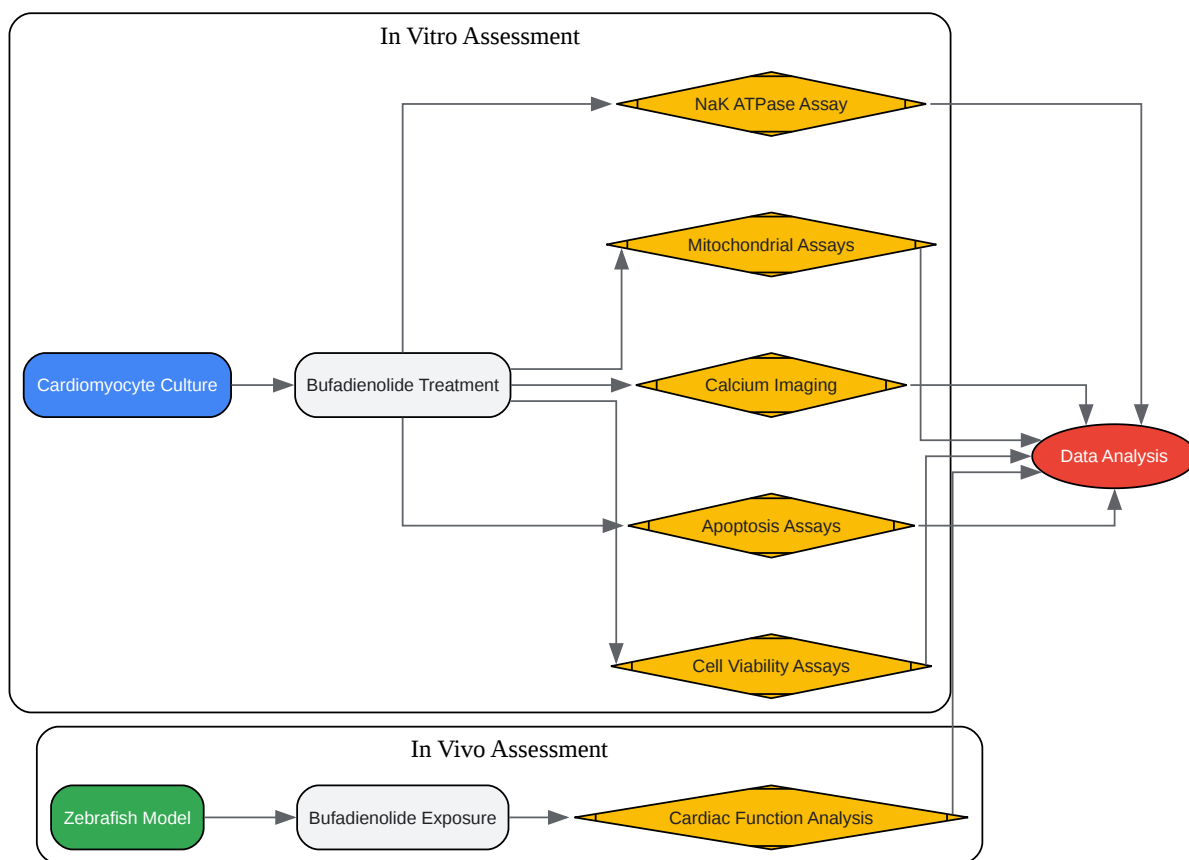 In Vitro Assessment
NaK ATPase Assay
Mitochondrial Assays
Cardiomyocyte Culture
Bufadienolide Treatment
Calcium Imaging
Data Analysis
Apoptosis Assays
Cell Viability Assays
In Vivo Assessment
Zebrafish Model
Bufadienolide Exposure
Cardiac Function Analysis